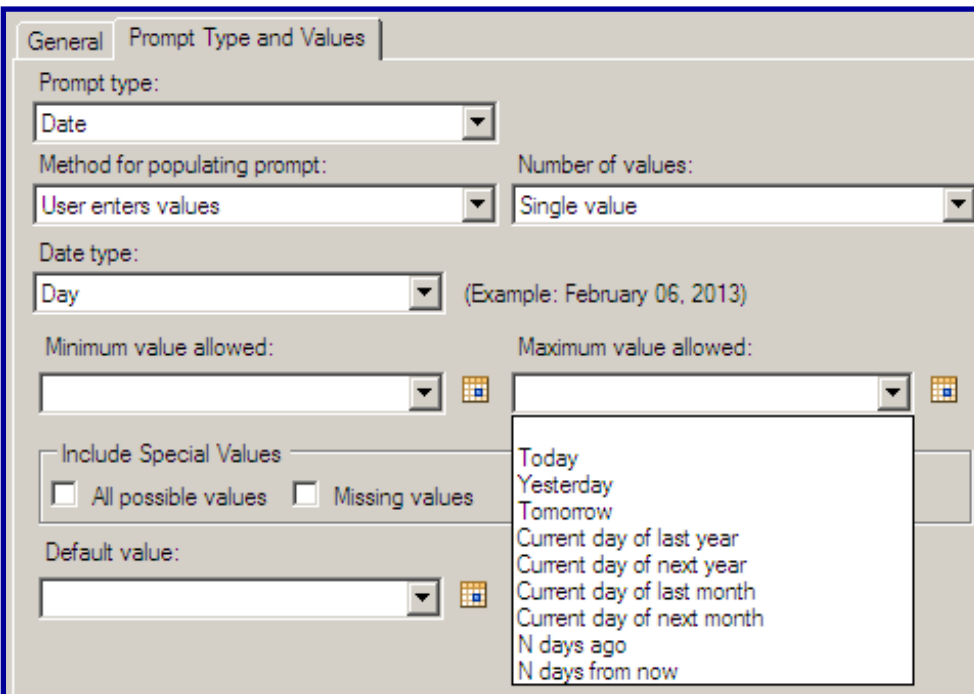 General Prompt Type and Values
Prompt type:
Date
Method for populating prompt: Number of values:
User enters values Single value
Date type:
Day (Example: February 06, 2013)
Minimum value allowed: Maximum value allowed:
Include Special Values
All possible values Missing values
Default value:
Today
Yesterday
Tomorrow
Current day of last year
Current day of next year
Current day of last month
Current day of next month
N days ago
N days from now